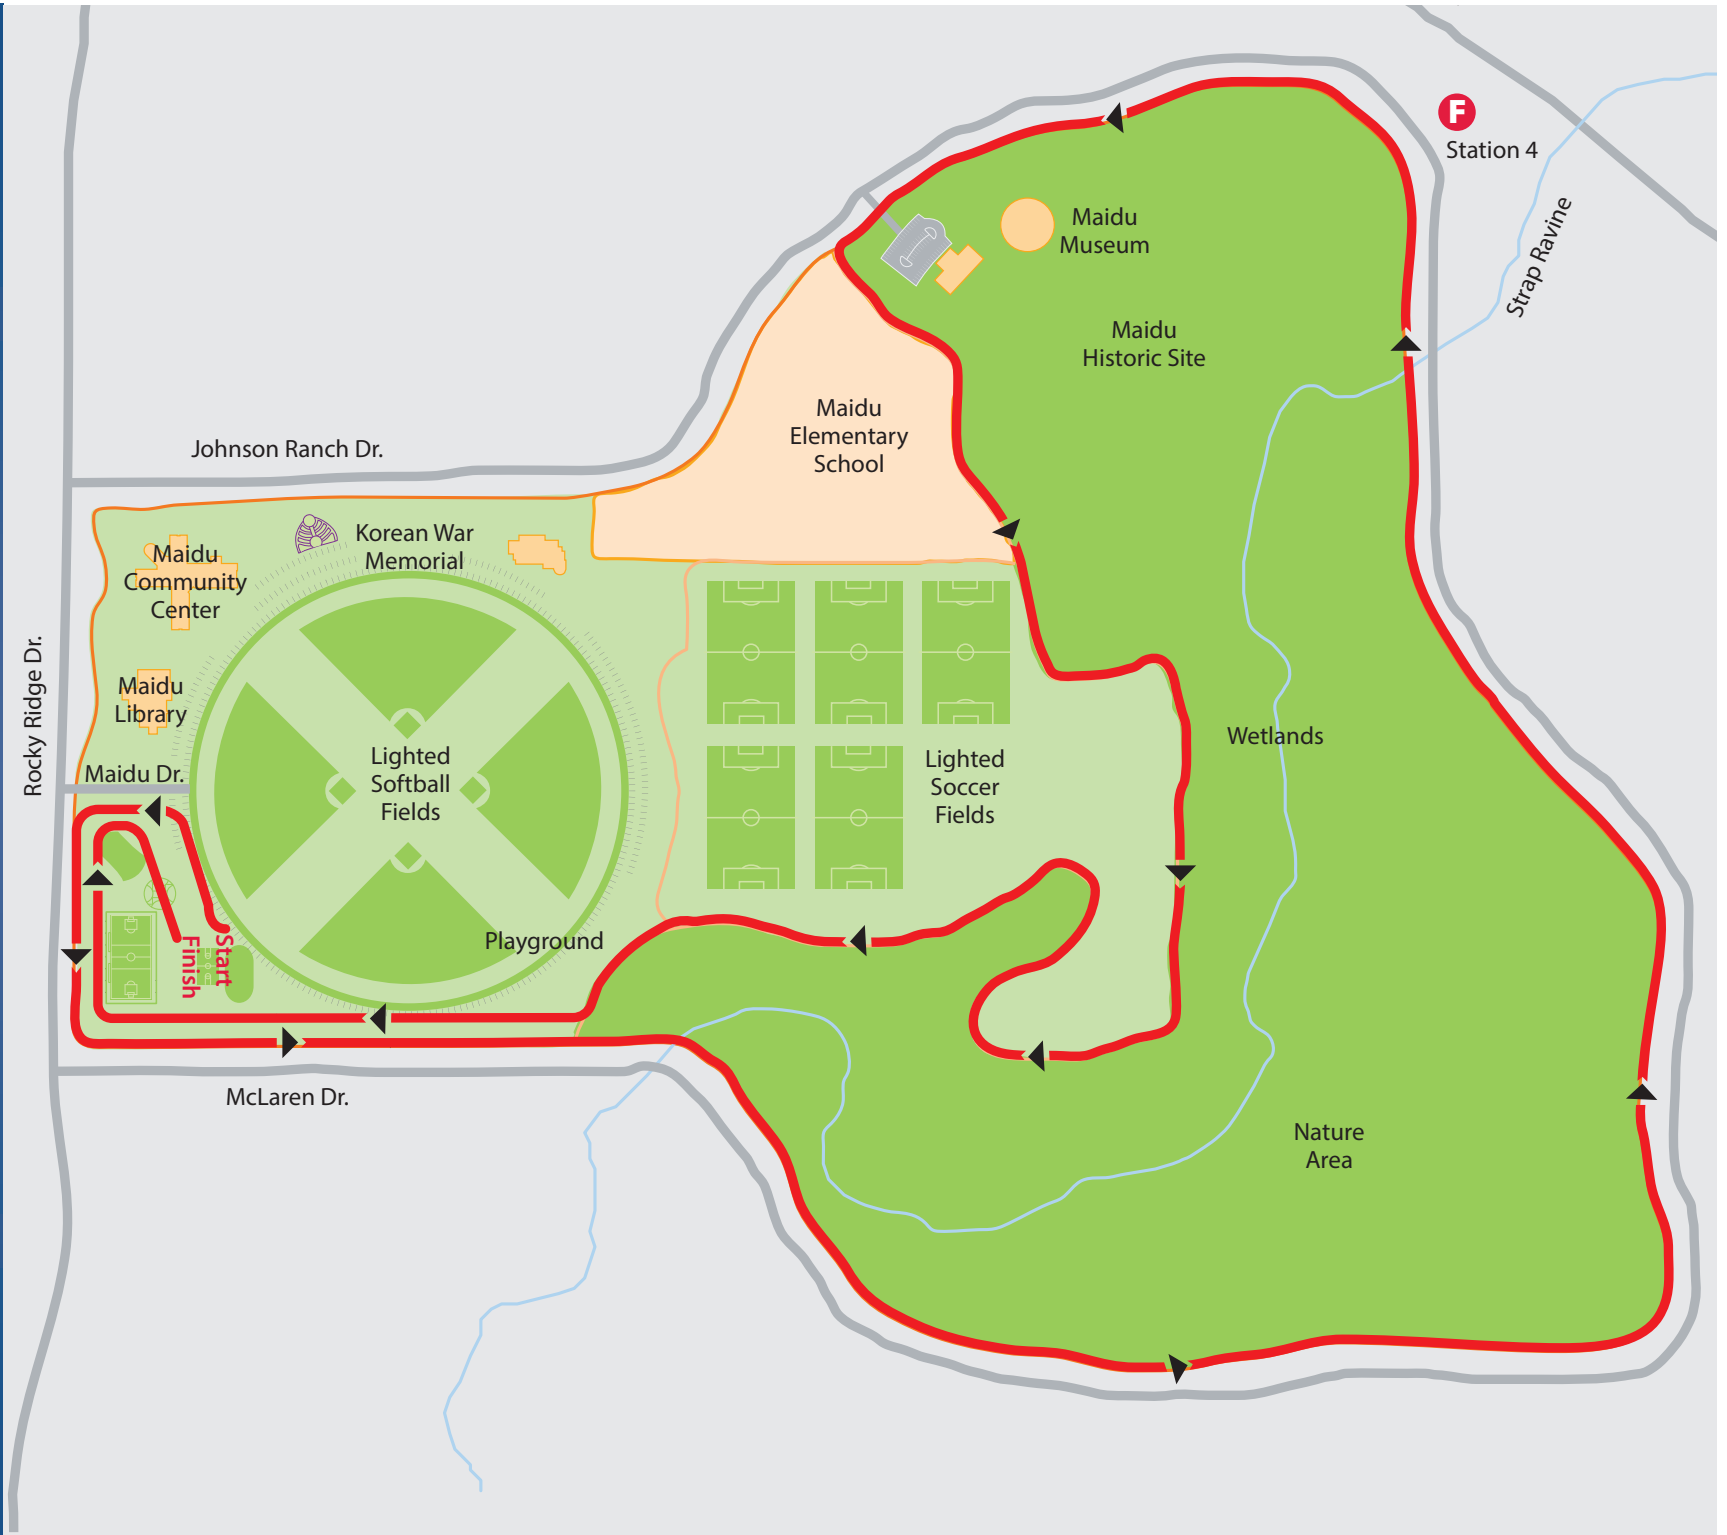 F
Station 4
Strap Ravine
Maidu
Museum
Maidu
Historic Site
Maidu
Elementary
School
Johnson Ranch Dr.
Korean War
Memorial
Maidu
Community
Center
Rocky Ridge Dr.
Maidu
Library
Maidu Dr.
Lighted
Softball
Fields
Lighted
Soccer
Fields
Wetlands
Playground
Start
Finish
McLaren Dr.
Nature
Area